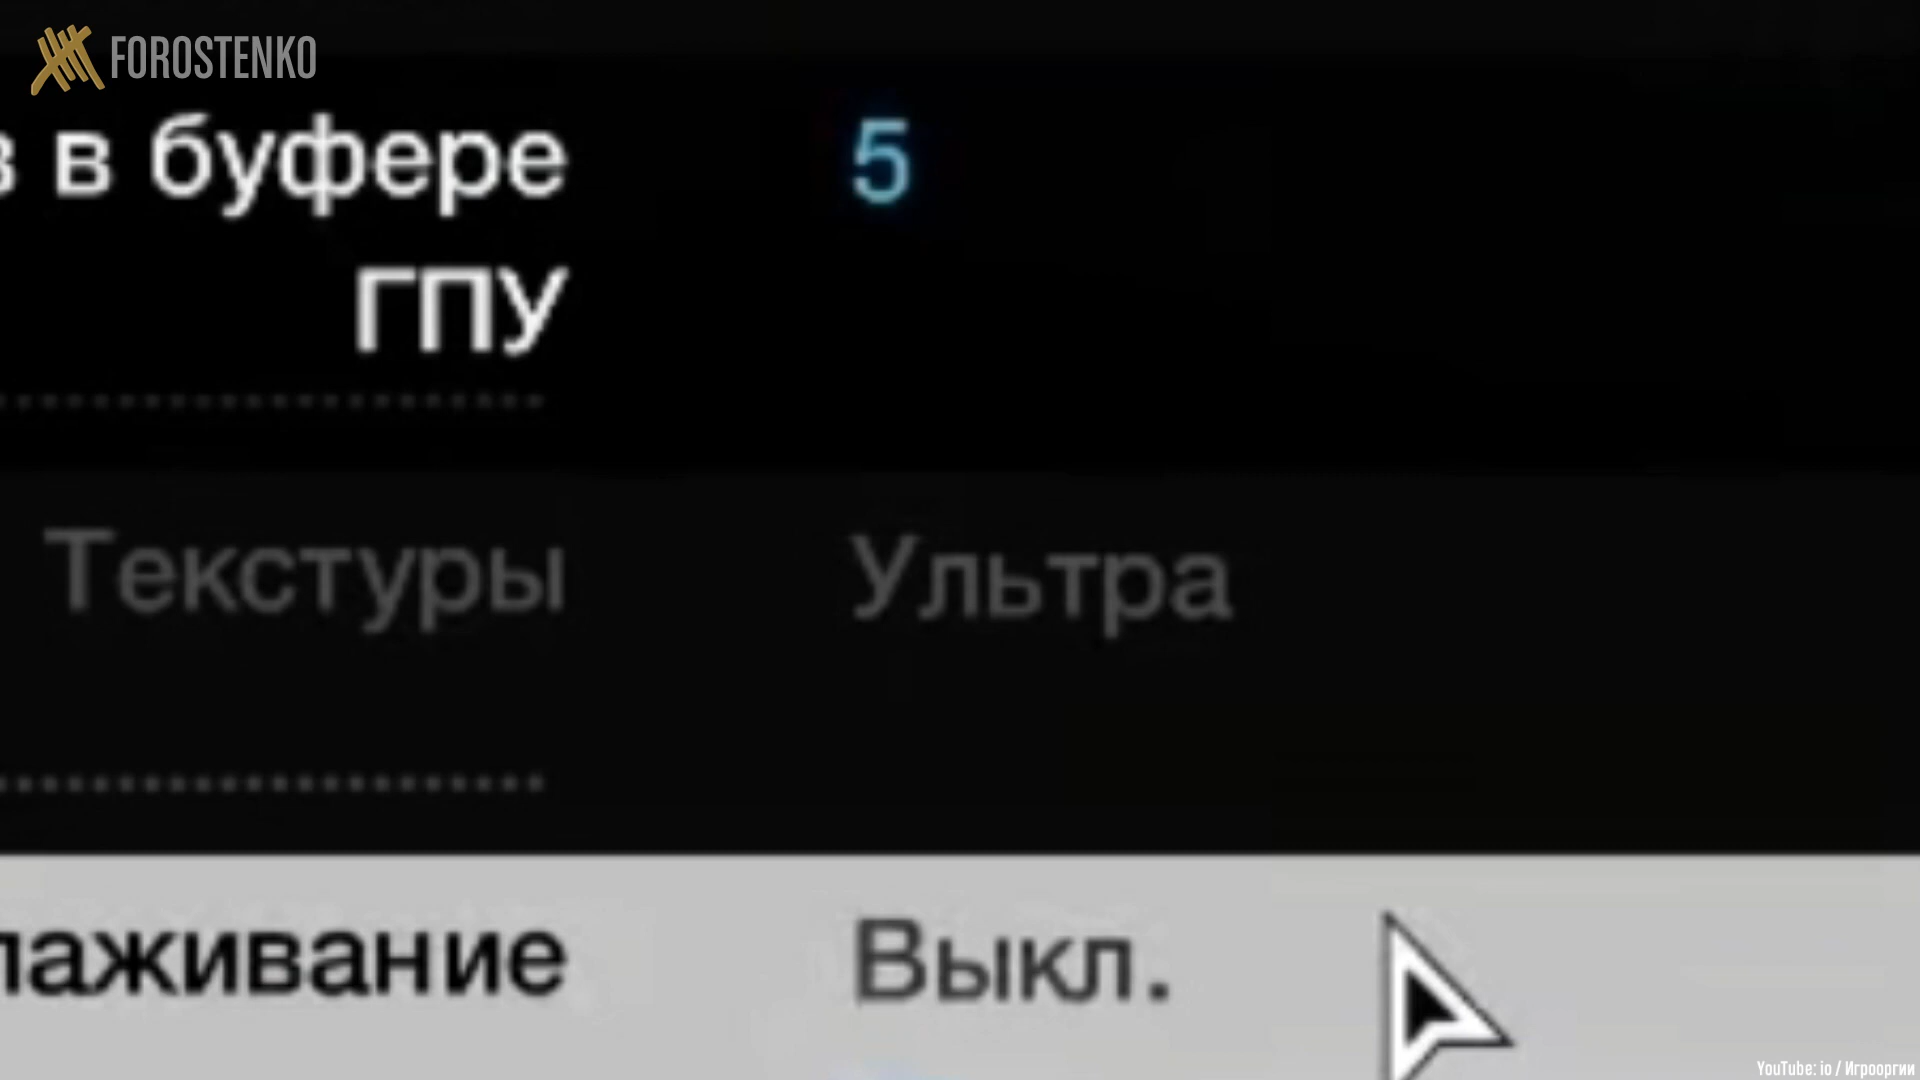 FOROSTENKO
в в буфере 5
ГПУ
Текстуры Ультра
лаживание Выкл.
YouTube: io / Игрооргии